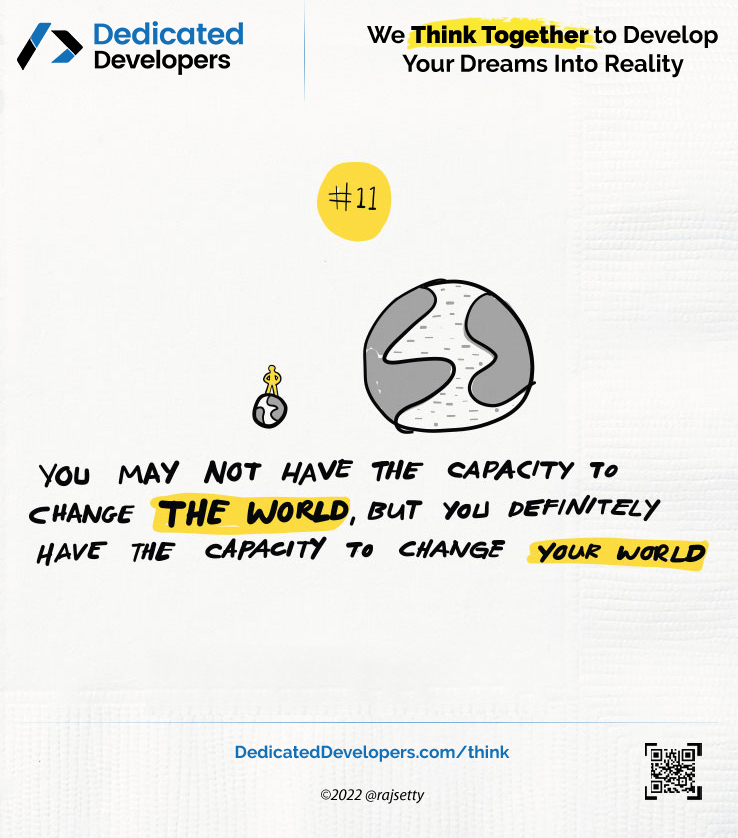 Dedicated
Developers
We Think Together to Develop
Your Dreams Into Reality
#11
YOU MAY NOT HAVE THE CAPACITY TO
CHANGE THE WORLD, BUT YOU DEFINITELY
HAVE THE CAPACITY TO CHANGE YOUR WORLD
DedicatedDevelopers.com/think
©2022 @rajsetty